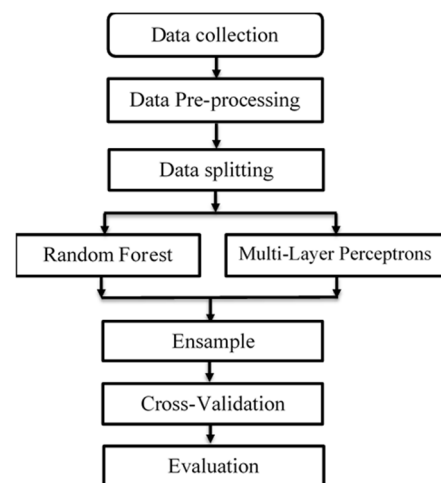 Data collection
Data Pre-processing
Data splitting
Random Forest
Multi-Layer Perceptrons
Ensample
Cross-Validation
Evaluation